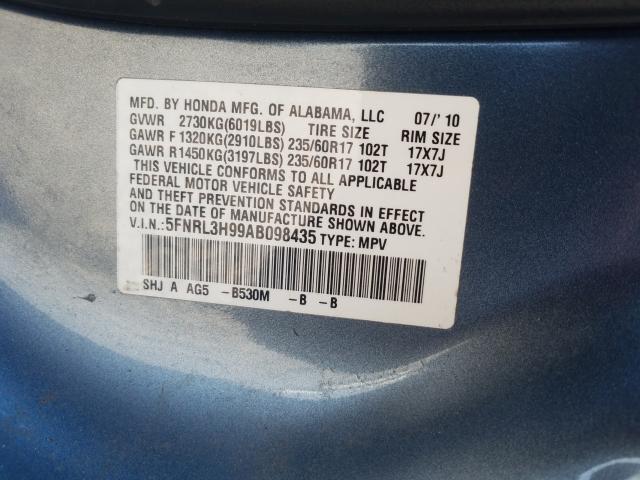 MFD. BY HONDA MFG. OF ALABAMA, LLC 07/'10
GVWR 2730KG(6019LBS) TIRE SIZE RIM SIZE
GAWR F 1320KG(2910LBS) 235/60R17 102T 17X7J
GAWR R1450KG(3197LBS) 235/60R17 102T 17X7J
THIS VEHICLE CONFORMS TO ALL APPLICABLE
FEDERAL MOTOR VEHICLE SAFETY
AND THEFT PREVENTION STANDARDS IN EFFECT
ON THE DATE OF MANUFACTURE SHOWN ABOVE.
V.I.N.: 5FNRL3H99AB098435 TYPE: MPV
SHJ A AG5 -B530M -B -B